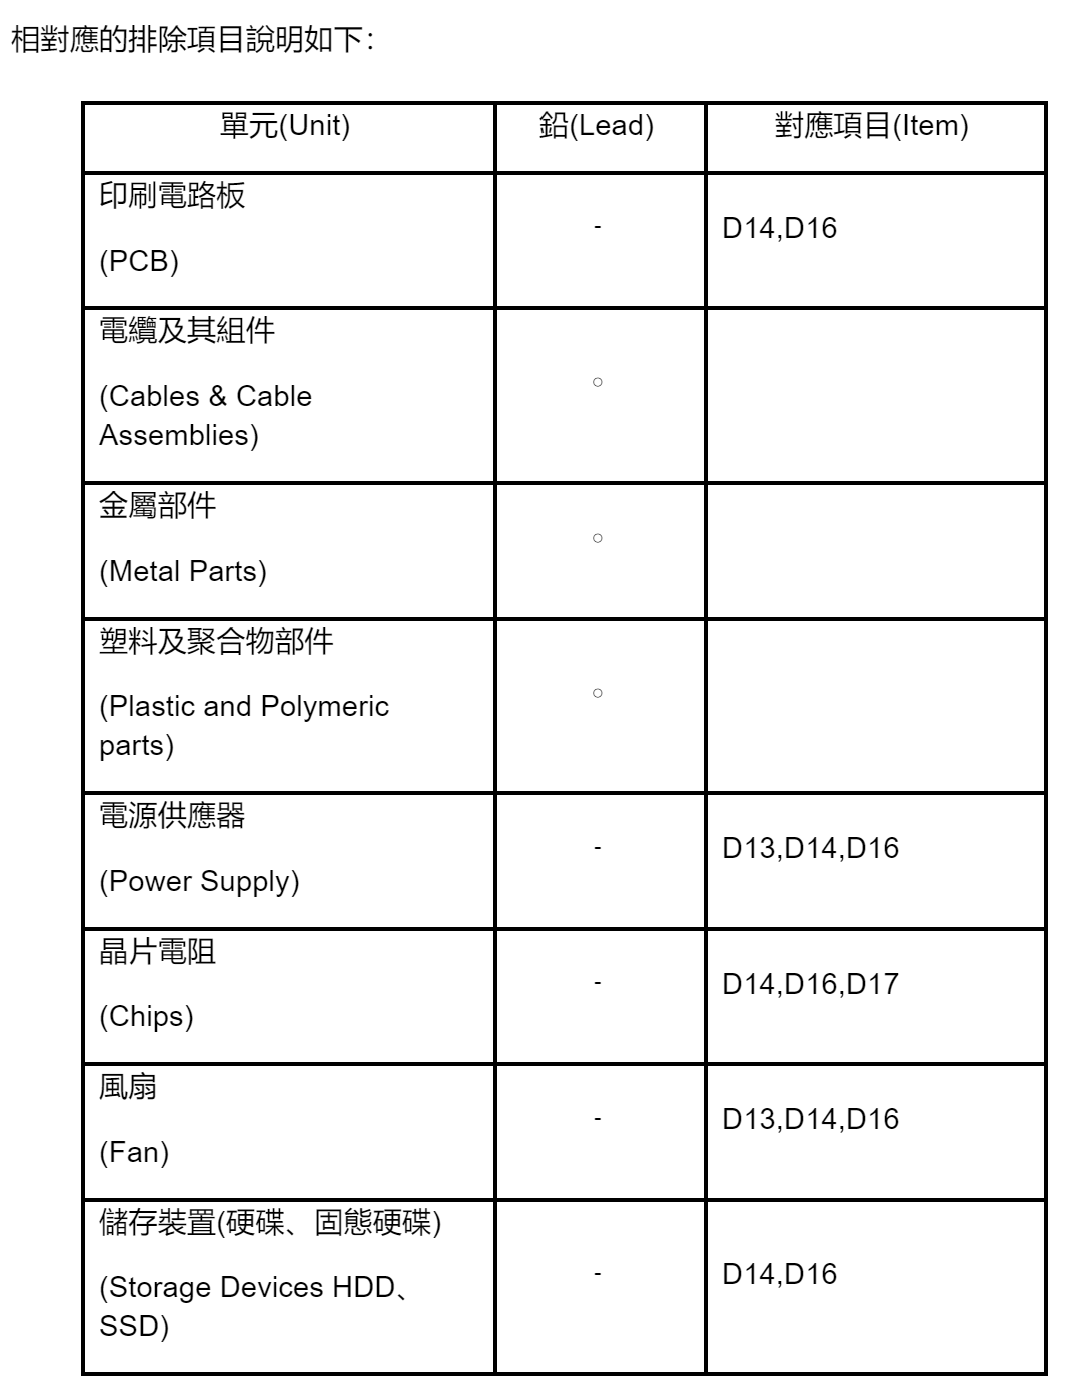 相對應的排除項目說明如下：
單元(Unit)
鉛(Lead)
對應項目(Item)
印刷電路板
(PCB)
-
D14,D16
電纜及其組件
(Cables & Cable
Assemblies)
○
金屬部件
(Metal Parts)
○
塑料及聚合物部件
(Plastic and Polymeric
parts)
○
電源供應器
(Power Supply)
-
D13,D14,D16
晶片電阻
(Chips)
-
D14,D16,D17
風扇
(Fan)
-
D13,D14,D16
儲存裝置(硬碟、固態硬碟)
(Storage Devices HDD、
SSD)
-
D14,D16